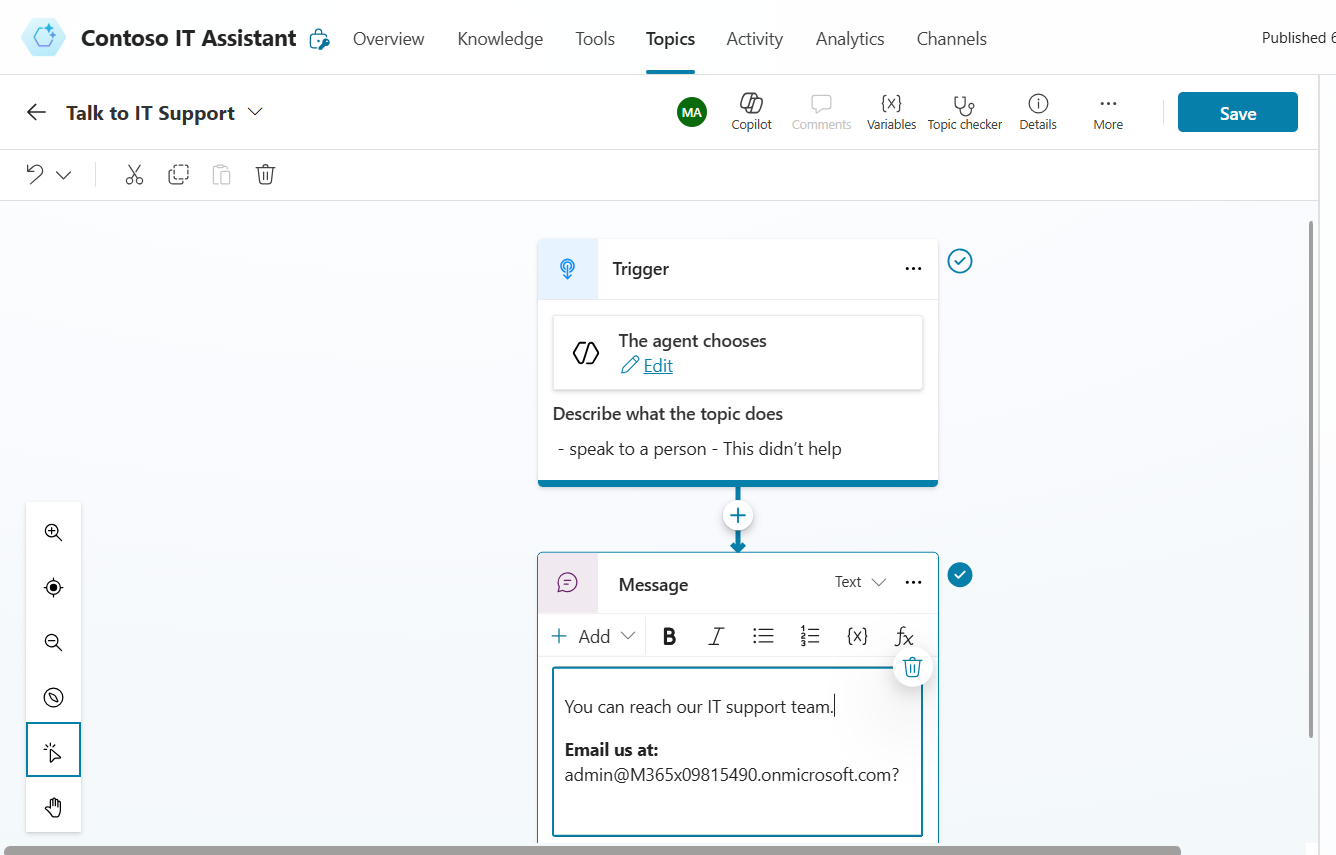 Contoso IT Assistant
Overview
Knowledge
Tools
Topics
Activity
Analytics
Channels
Published 6
Talk to IT Support
MA
Copilot
Comments
{x}
Variables
Topic checker
Details
More
Save
Trigger
The agent chooses
Edit
Describe what the topic does
- speak to a person - This didn’t help
Message
Text
Add
B
I
{x}
fx
You can reach our IT support team.
Email us at:
admin@M365x09815490.onmicrosoft.com?